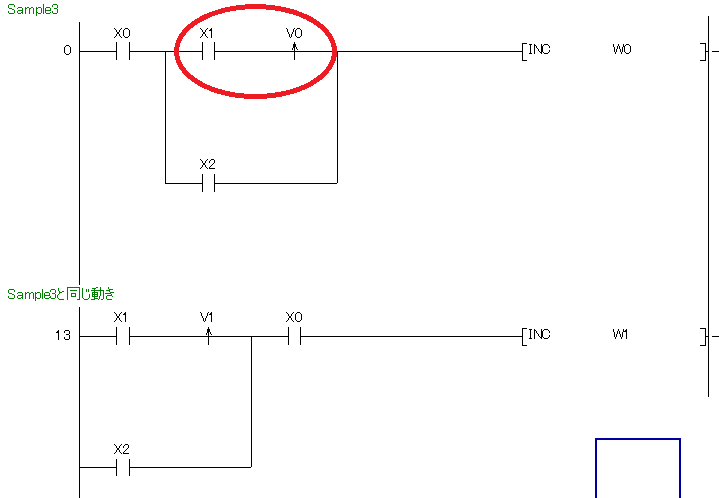 Sample3
X0 X1 V0
0 [INC W0 ]
X2
Sample3と同じ動き
X1 V1 X0
13 [INC W1 ]
X2